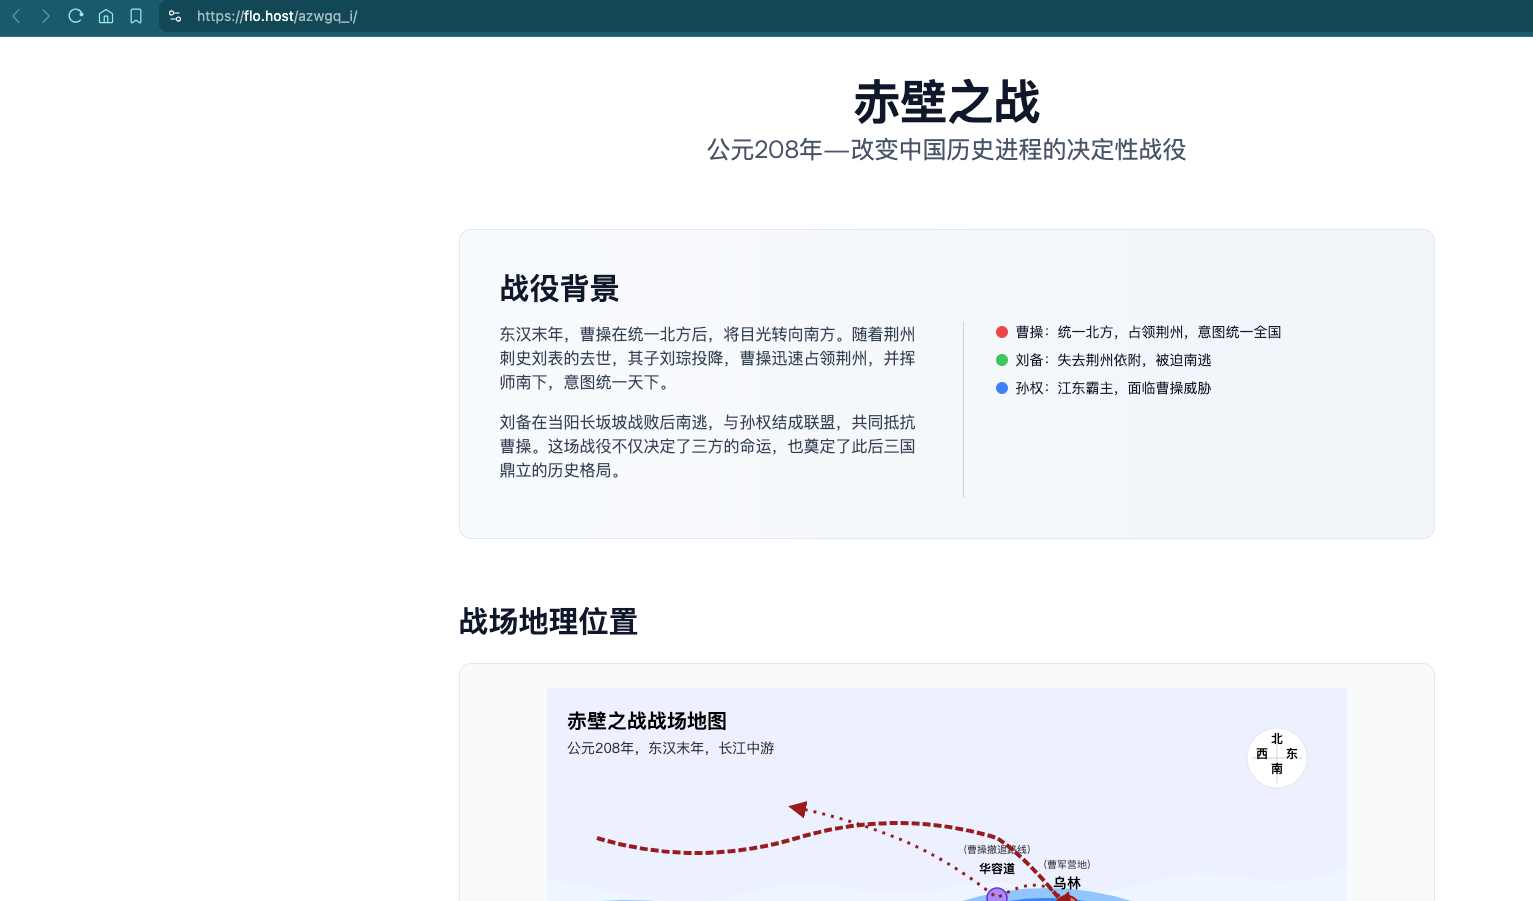 https://flo.host/azwgq_i/
赤壁之战
公元208年—改变中国历史进程的决定性战役
战役背景
东汉末年，曹操在统一北方后，将目光转向南方。随着荆州
刺史刘表的去世，其子刘琮投降，曹操迅速占领荆州，并挥
师南下，意图统一天下。
刘备在当阳长坂坡战败后南逃，与孙权结成联盟，共同抵抗
曹操。这场战役不仅决定了三方的命运，也奠定了此后三国
鼎立的历史格局。
曹操：统一北方，占领荆州，意图统一全国
刘备：失去荆州依附，被迫南逃
孙权：江东霸主，面临曹操威胁
战场地理位置
赤壁之战战场地图
公元208年，东汉末年，长江中游
北
西 东
南
（曹操撤退路线）
华容道
（曹军营地）
乌林